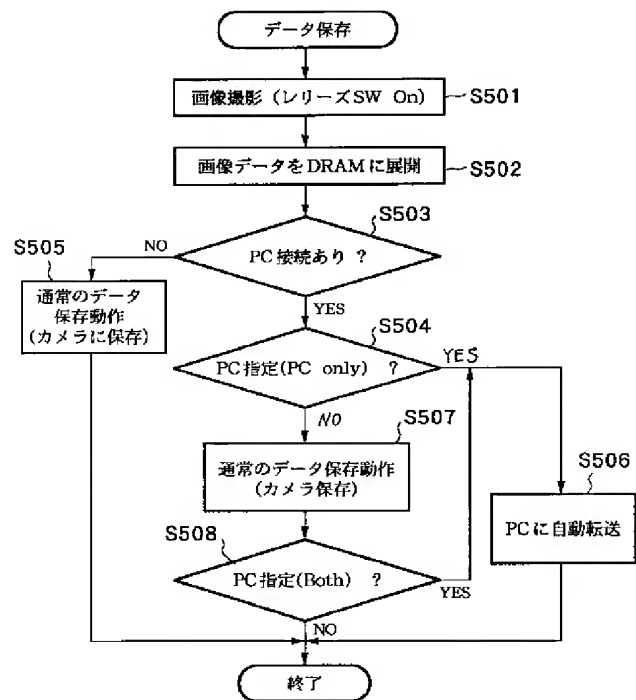 データ保存
画像撮影（レリーズSW On）
S501
画像データをDRAMに展開
S502
S503
PC接続あり ？
NO
YES
S505
通常のデータ
保存動作
(カメラに保存)
S504
PC指定(PC only) ？
YES
NO
S507
通常のデータ保存動作
(カメラ保存)
S506
PCに自動転送
S508
PC指定(Both) ？
YES
NO
終了